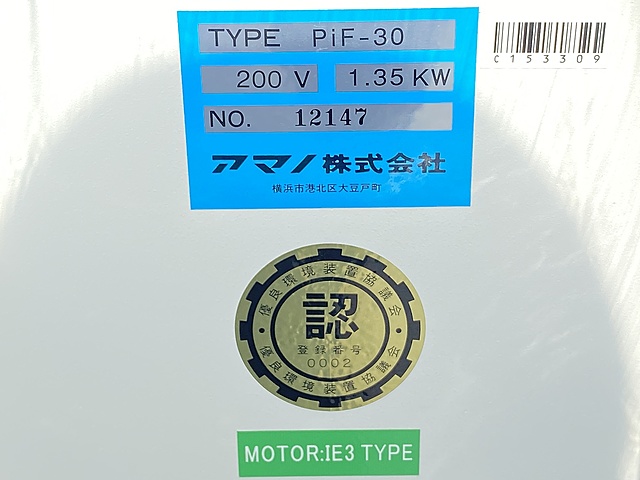 TYPE PiF-30
200 V 1.35 KW
NO. 12147
アマノ株式会社
横浜市港北区大豆戸町
C153309
優良環境装置協議会
認
登録番号
0002
優良環境装置協議会
MOTOR:IE3 TYPE